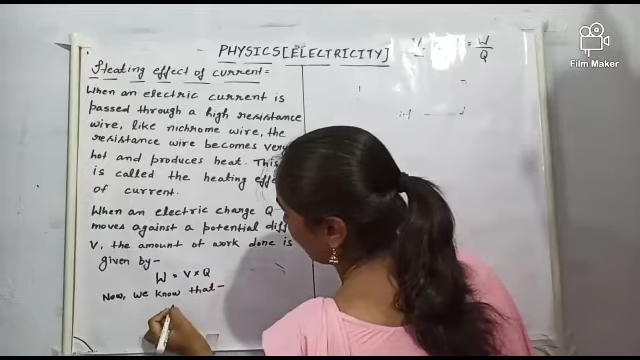 PHYSICS[ELECTRICITY]
= W/Q
Film Maker
Heating effect of current=
When an electric current is
passed through a high resistance
wire, like nichrome wire, the
resistance wire becomes very
hot and produces heat. This
is called the heating
of current.
When an electric charge Q
moves against a potential
V, the amount of work done is
given by-
W = V×Q
Now, we know that-